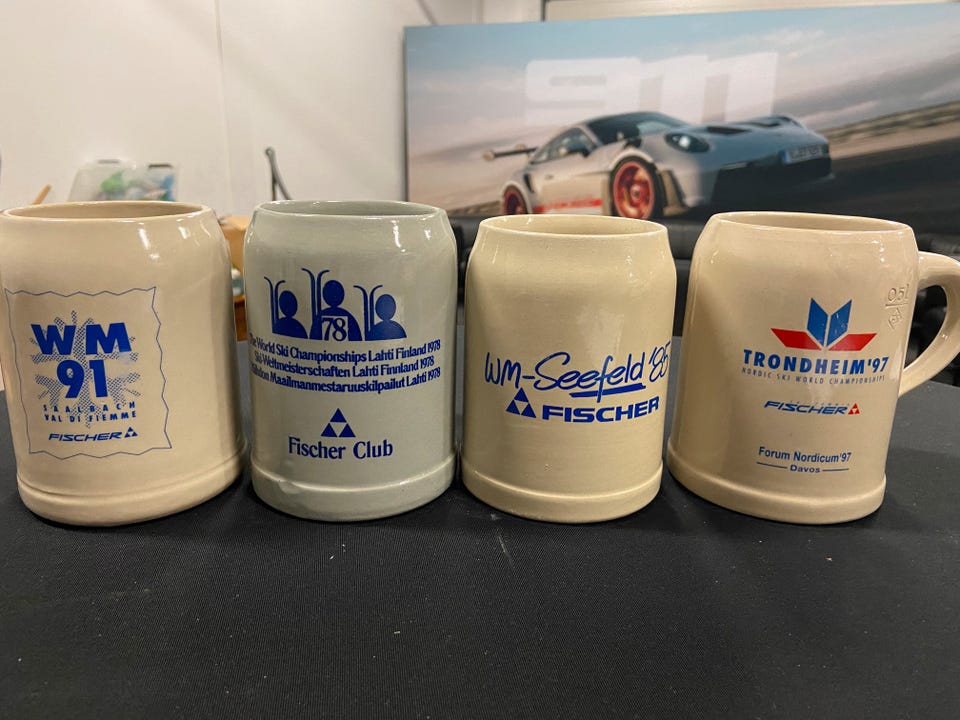 911
WM
91
SAALBACH
VAL DI FIEMME
FISCHER
78
The World Ski Championships Lahti Finland 1978
Ski-Weltmeisterschaften Lahti Finnland 1978
Maailmanmestaruuskilpailut Lahti 1978
Fischer Club
WM-Seefeld '85
FISCHER
0,5l
TRONDHEIM'97
NORDIC SKI WORLD CHAMPIONSHIPS
FISCHER
Forum Nordicum'97
Davos